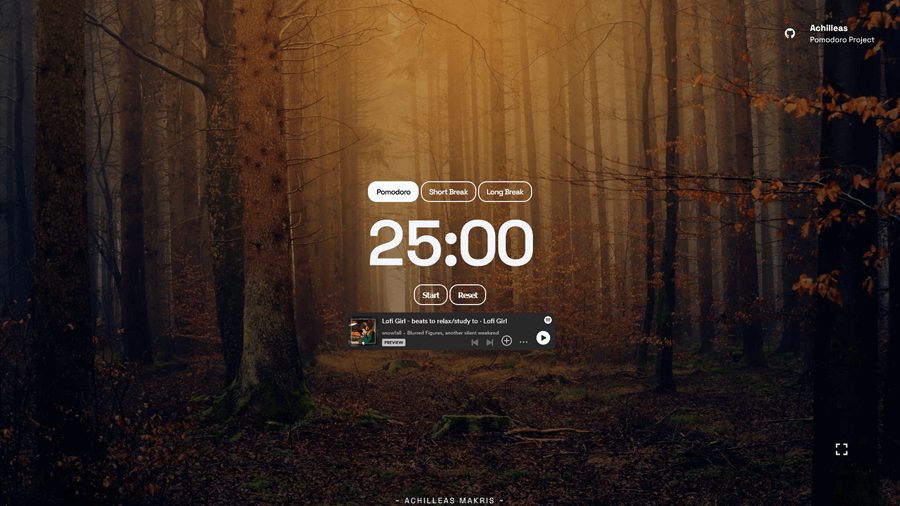 Achilleas
Pomodoro Project
Pomodoro Short Break Long Break
25:00
Start Reset
Lofi Girl - beats to relax/study to - Lofi Girl
snowfall • Blurred Figures, another silent weekend
PREVIEW
- ACHILLEAS MAKRIS -